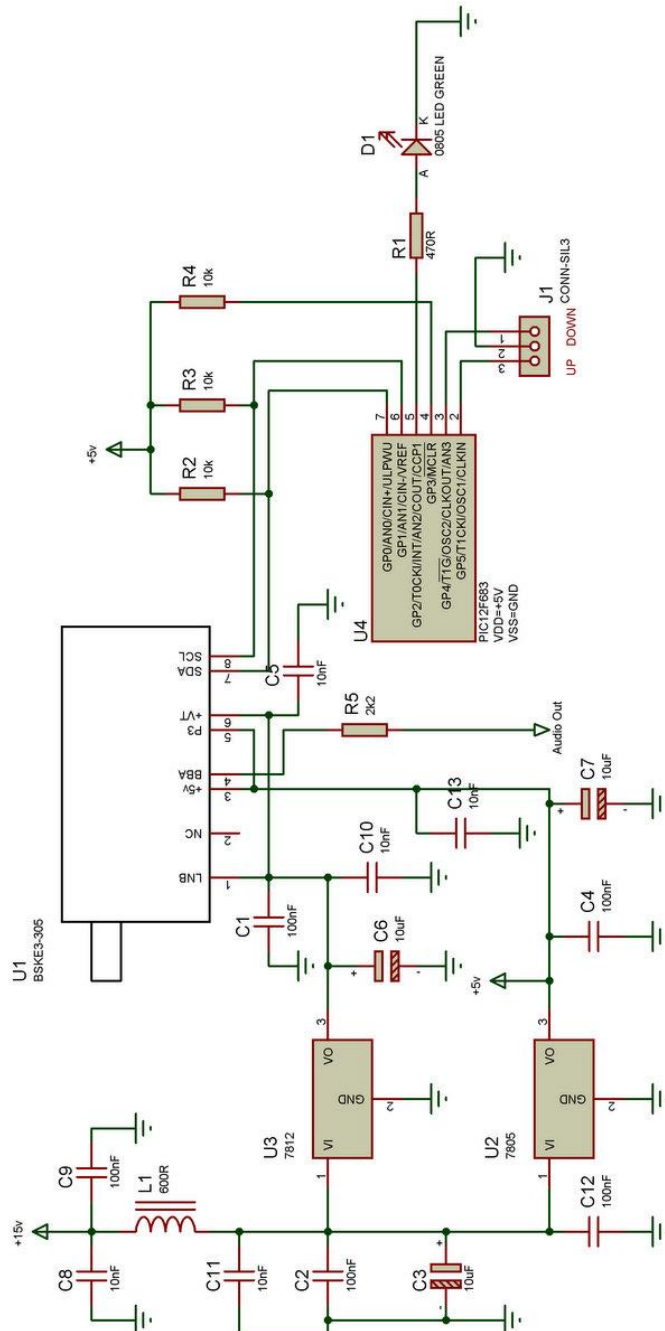 U1
BSKE3-305
LNB
1
NC
2
+5v
3
BBA
4
P3
5
+VT
6
SDA
7
SCL
8
+5v
R2
10k
R3
10k
R4
10k
C5
10nF
R5
2k2
Audio Out
U4
PIC12F683
VDD=+5V
VSS=GND
GP0/AN0/CIN+/ULPWU
7
GP1/AN1/CIN-/VREF
6
GP2/T0CKI/INT/AN2/COUT/CCP1
5
GP3/MCLR
4
GP4/T1G/OSC2/CLKOUT/AN3
3
GP5/T1CKI/OSC1/CLKIN
2
R1
470R
D1
0805 LED GREEN
A
K
J1
CONN-SIL3
1
2
3
UP
DOWN
C1
100nF
C10
10nF
C6
10uF
+
-
C13
10nF
C7
10uF
+
-
C4
100nF
+5v
U3
7812
VI
1
VO
3
GND
2
U2
7805
VI
1
VO
3
GND
2
+15v
C9
100nF
C8
10nF
L1
600R
C11
10nF
C2
100nF
C3
10uF
+
-
C12
100nF